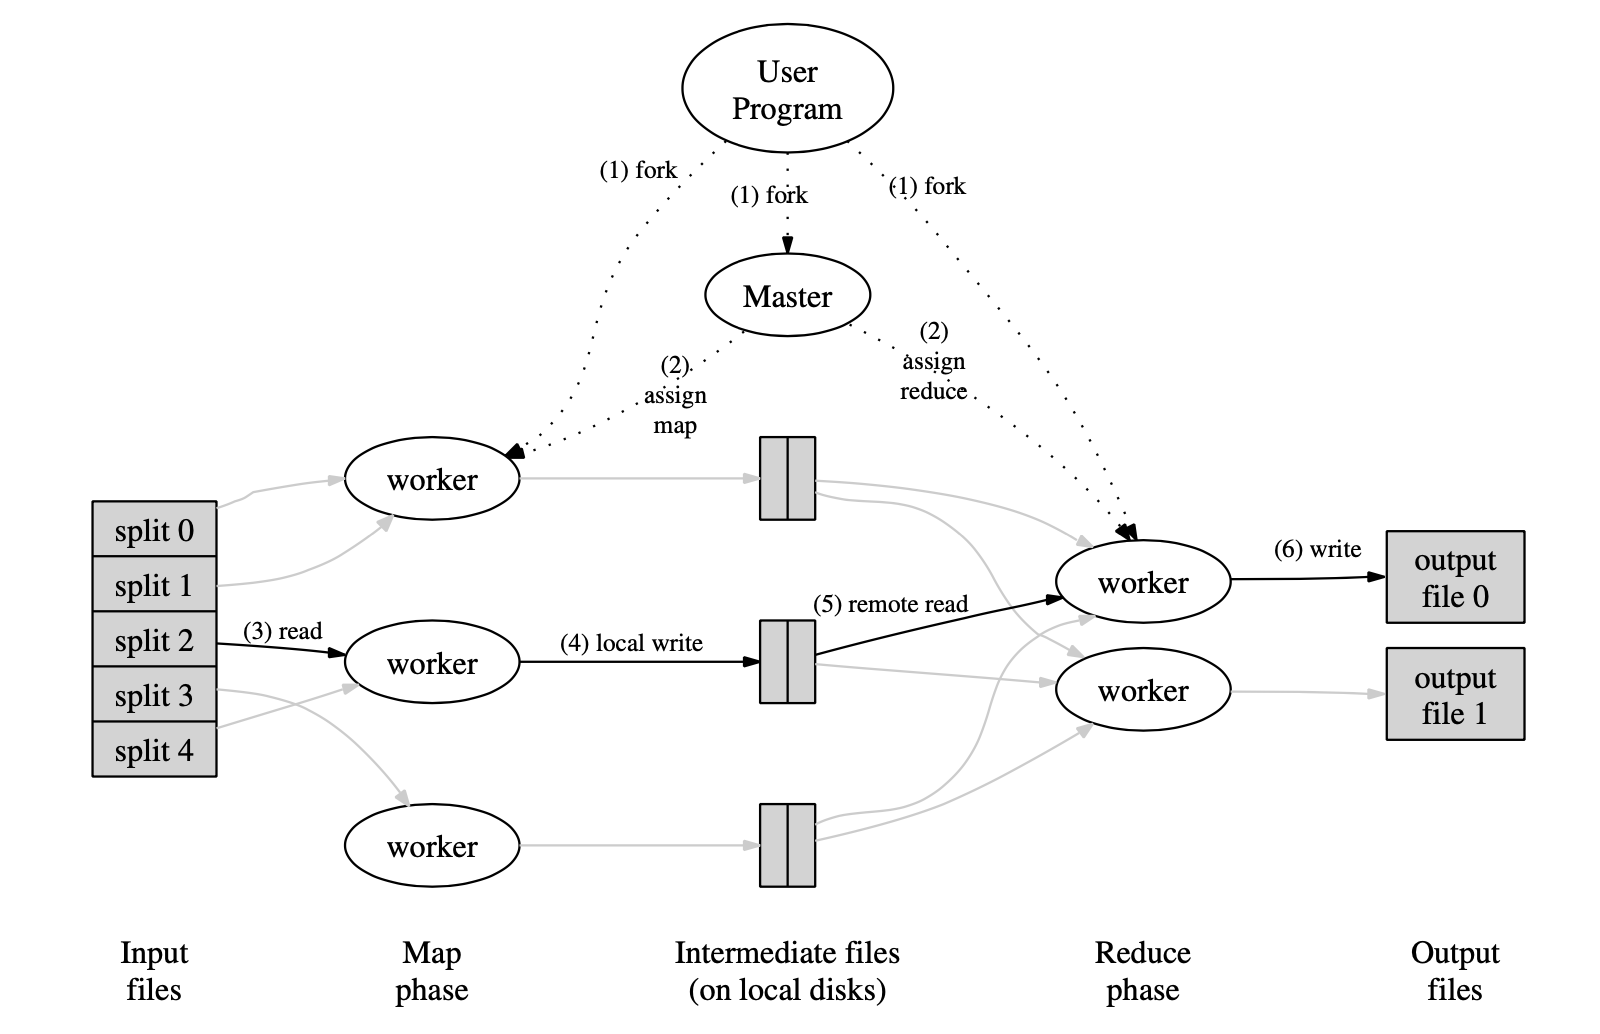 User
Program
(1) fork
(1) fork
(1) fork
Master
(2)
assign
map
(2)
assign
reduce
split 0
split 1
split 2
split 3
split 4
(3) read
worker
worker
worker
(4) local write
(5) remote read
worker
worker
(6) write
output
file 0
output
file 1
Input
files
Map
phase
Intermediate files
(on local disks)
Reduce
phase
Output
files